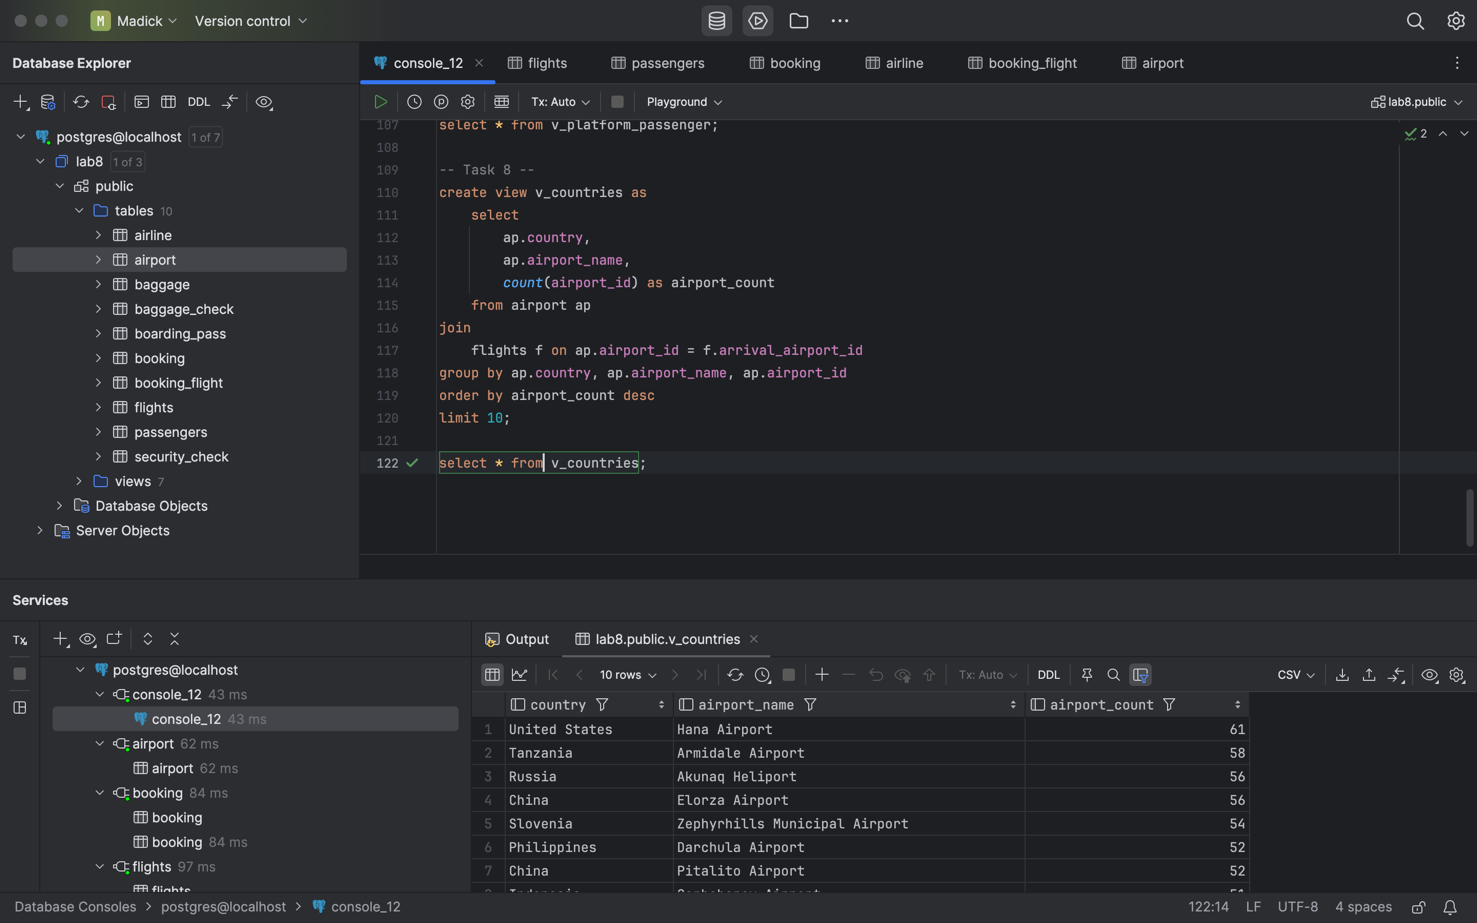 M Madick Version control
Database Explorer
DDL
postgres@localhost 1 of 7
lab8 1 of 3
public
tables 10
airline
airport
baggage
baggage_check
boarding_pass
booking
booking_flight
flights
passengers
security_check
views 7
Database Objects
Server Objects
console_12 flights passengers booking airline booking_flight airport
Tx: Auto Playground lab8.public
2
107 select * from v_platform_passenger;
108
109 -- Task 8 --
110 create view v_countries as
111 select
112 ap.country,
113 ap.airport_name,
114 count(airport_id) as airport_count
115 from airport ap
116 join
117 flights f on ap.airport_id = f.arrival_airport_id
118 group by ap.country, ap.airport_name, ap.airport_id
119 order by airport_count desc
120 limit 10;
121
122 select * from v_countries;
Services
Tx
postgres@localhost
console_12 43 ms
console_12 43 ms
airport 62 ms
airport 62 ms
booking 84 ms
booking
booking 84 ms
flights 97 ms
flights
Output lab8.public.v_countries
10 rows Tx: Auto DDL CSV
country airport_name airport_count
1 United States Hana Airport 61
2 Tanzania Armidale Airport 58
3 Russia Akunaq Heliport 56
4 China Elorza Airport 56
5 Slovenia Zephyrhills Municipal Airport 54
6 Philippines Darchula Airport 52
7 China Pitalito Airport 52
Database Consoles > postgres@localhost > console_12
122:14 LF UTF-8 4 spaces